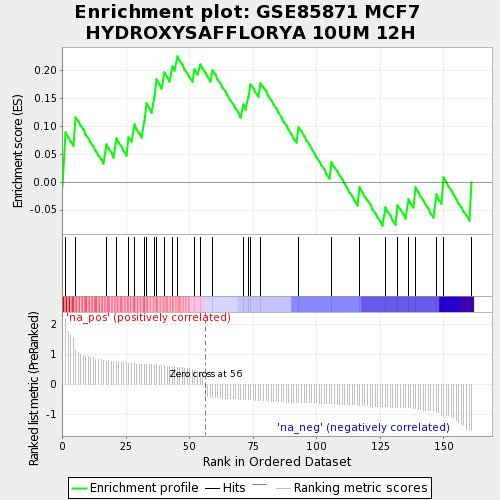 Enrichment plot: GSE85871 MCF7
HYDROXYSAFFLORYA 10UM 12H
Enrichment score (ES)
0.20
0.15
0.10
0.05
0.00
-0.05
Ranked list metric (PreRanked)
2
1
0
-1
'na_pos' (positively correlated)
Zero cross at 56
'na_neg' (negatively correlated)
0
25
50
75
100
125
150
Rank in Ordered Dataset
Enrichment profile
Hits
Ranking metric scores